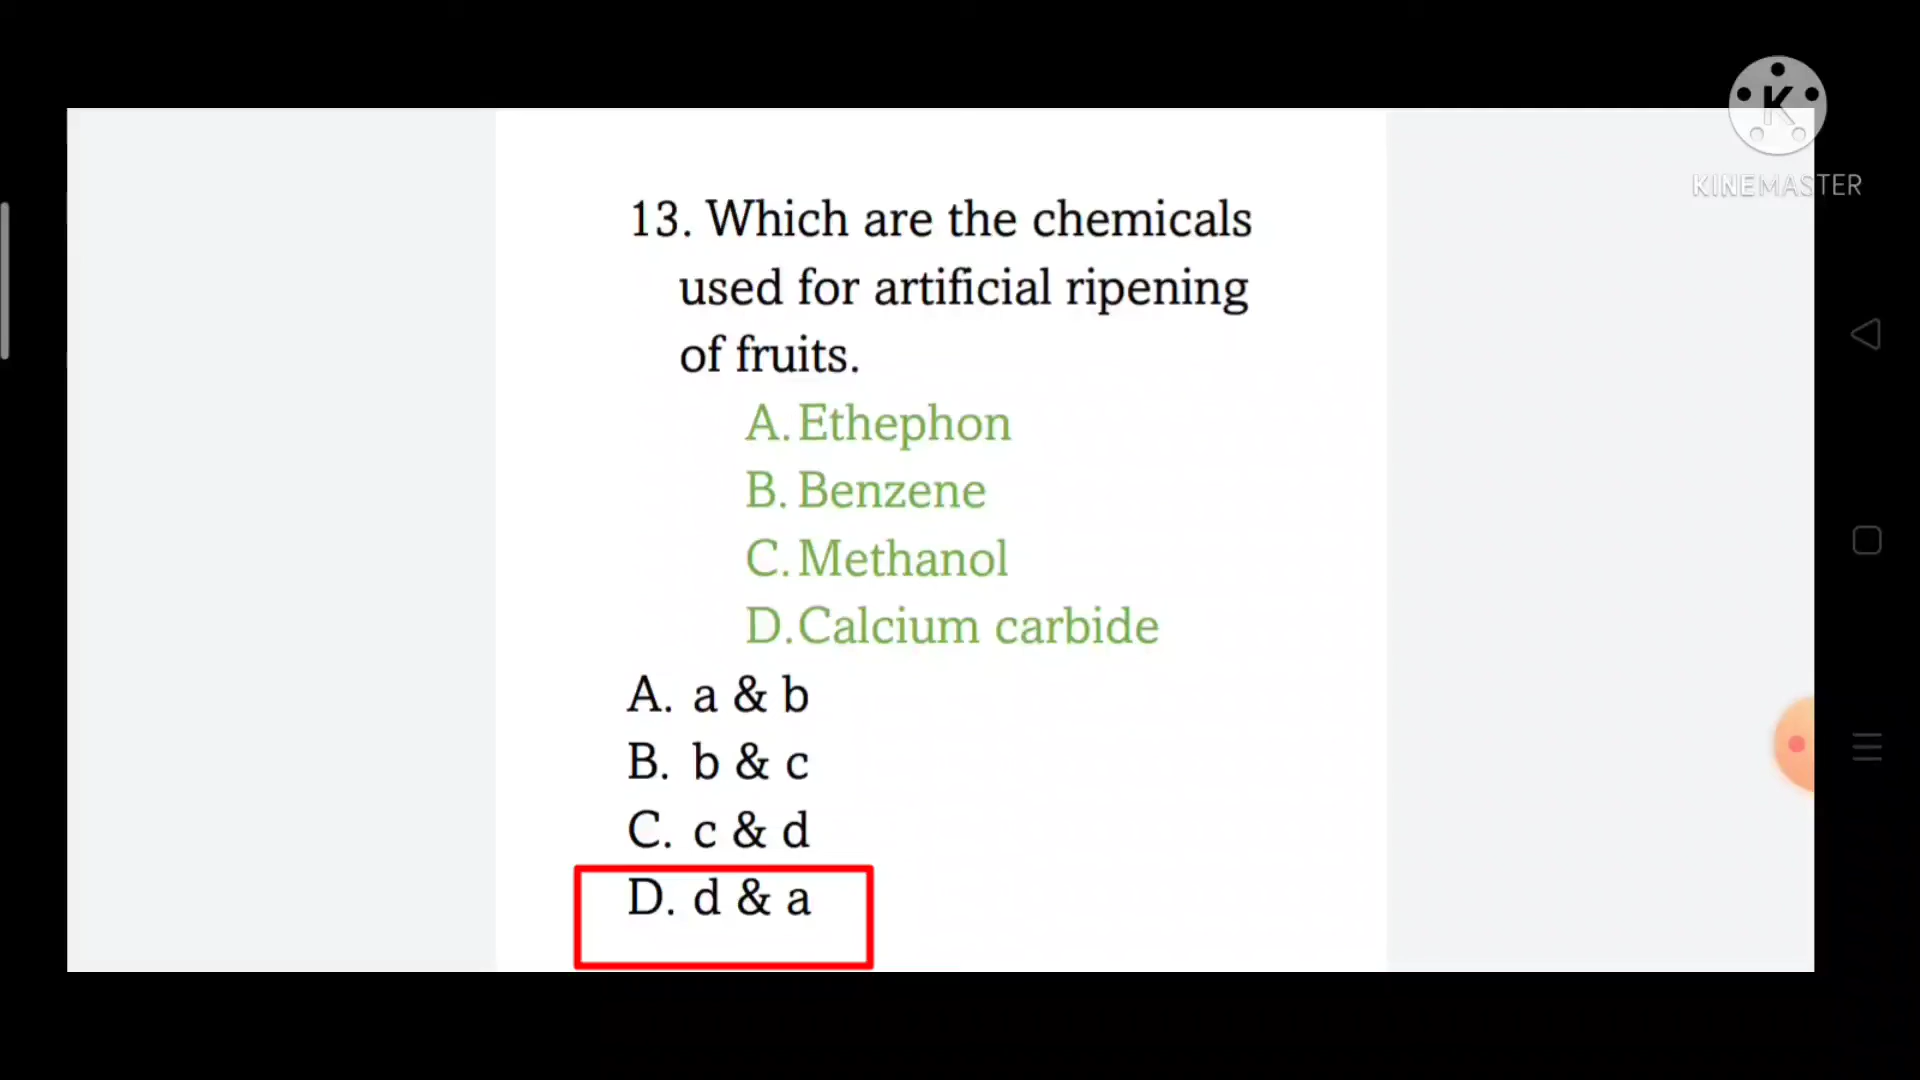 KINEMASTER
13. Which are the chemicals
used for artificial ripening
of fruits.
A. Ethephon
B. Benzene
C. Methanol
D. Calcium carbide
A. a & b
B. b & c
C. c & d
D. d & a